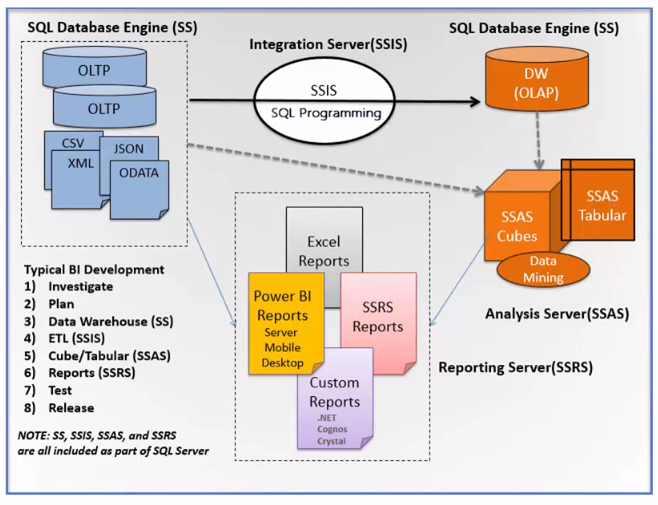 SQL Database Engine (SS)
OLTP
OLTP
CSV
JSON
XML
ODATA
Integration Server(SSIS)
SSIS
SQL Programming
SQL Database Engine (SS)
DW
(OLAP)
SSAS
Cubes
SSAS
Tabular
Data
Mining
Analysis Server(SSAS)
Excel
Reports
Power BI
Reports
Server
Mobile
Desktop
SSRS
Reports
Custom
Reports
.NET
Cognos
Crystal
Reporting Server(SSRS)
Typical BI Development
1) Investigate
2) Plan
3) Data Warehouse (SS)
4) ETL (SSIS)
5) Cube/Tabular (SSAS)
6) Reports (SSRS)
7) Test
8) Release
NOTE: SS, SSIS, SSAS, and SSRS
are all included as part of SQL Server